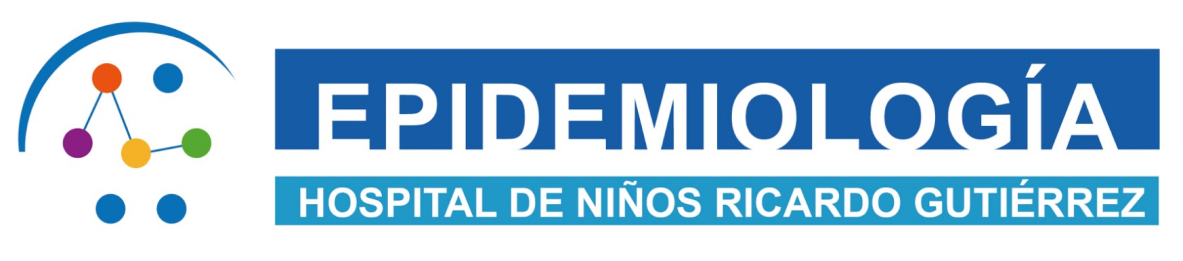 EPIDEMIOLOGÍA
HOSPITAL DE NIÑOS RICARDO GUTIÉRREZ